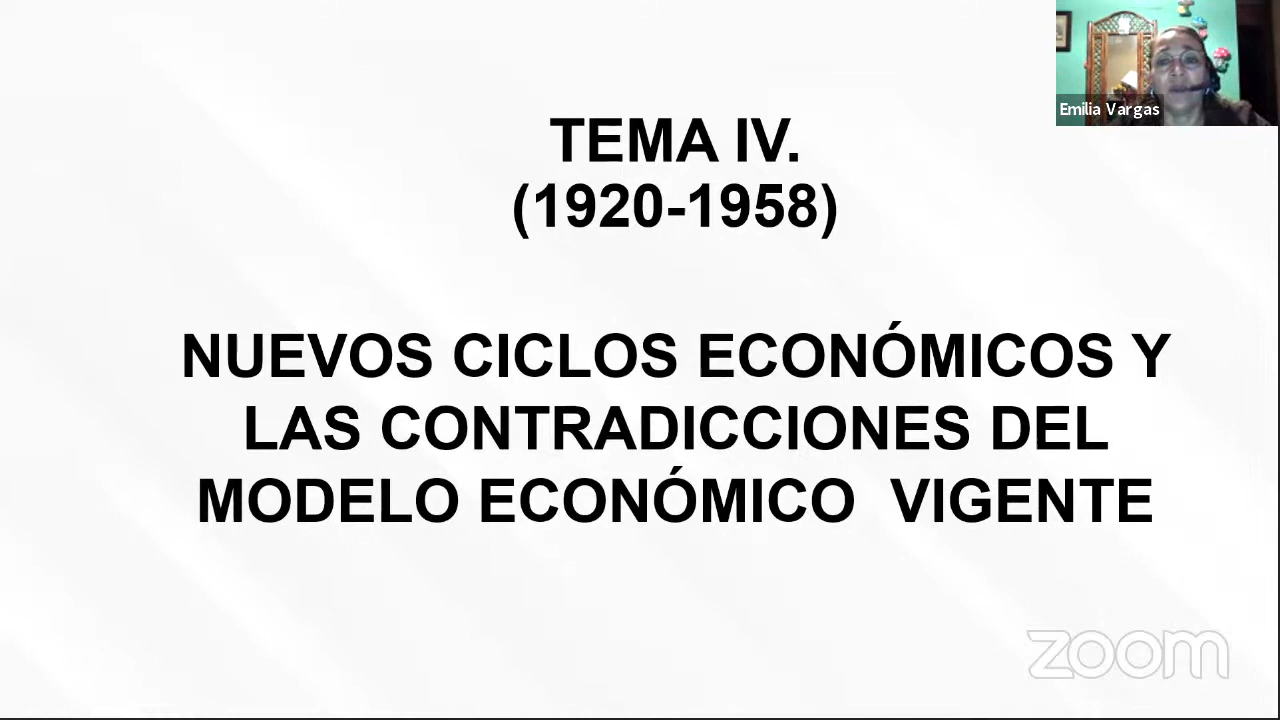 Emilia Vargas
TEMA IV.
(1920-1958)
NUEVOS CICLOS ECONÓMICOS Y
LAS CONTRADICCIONES DEL
MODELO ECONÓMICO  VIGENTE
zoom